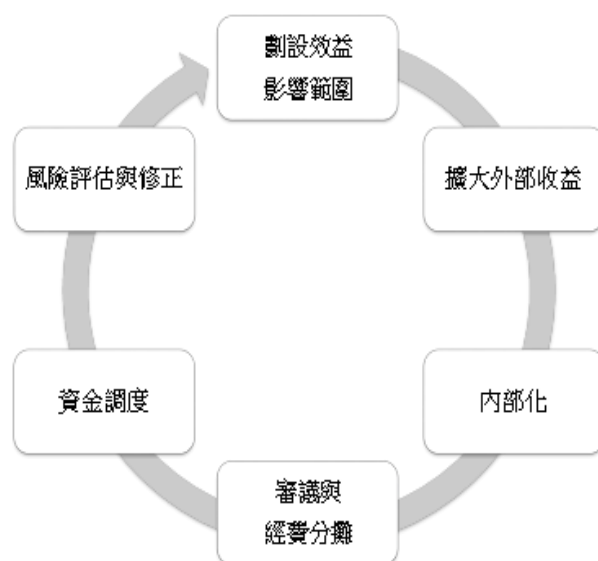 劃設效益
影響範圍
擴大外部收益
內部化
審議與
經費分攤
資金調度
風險評估與修正